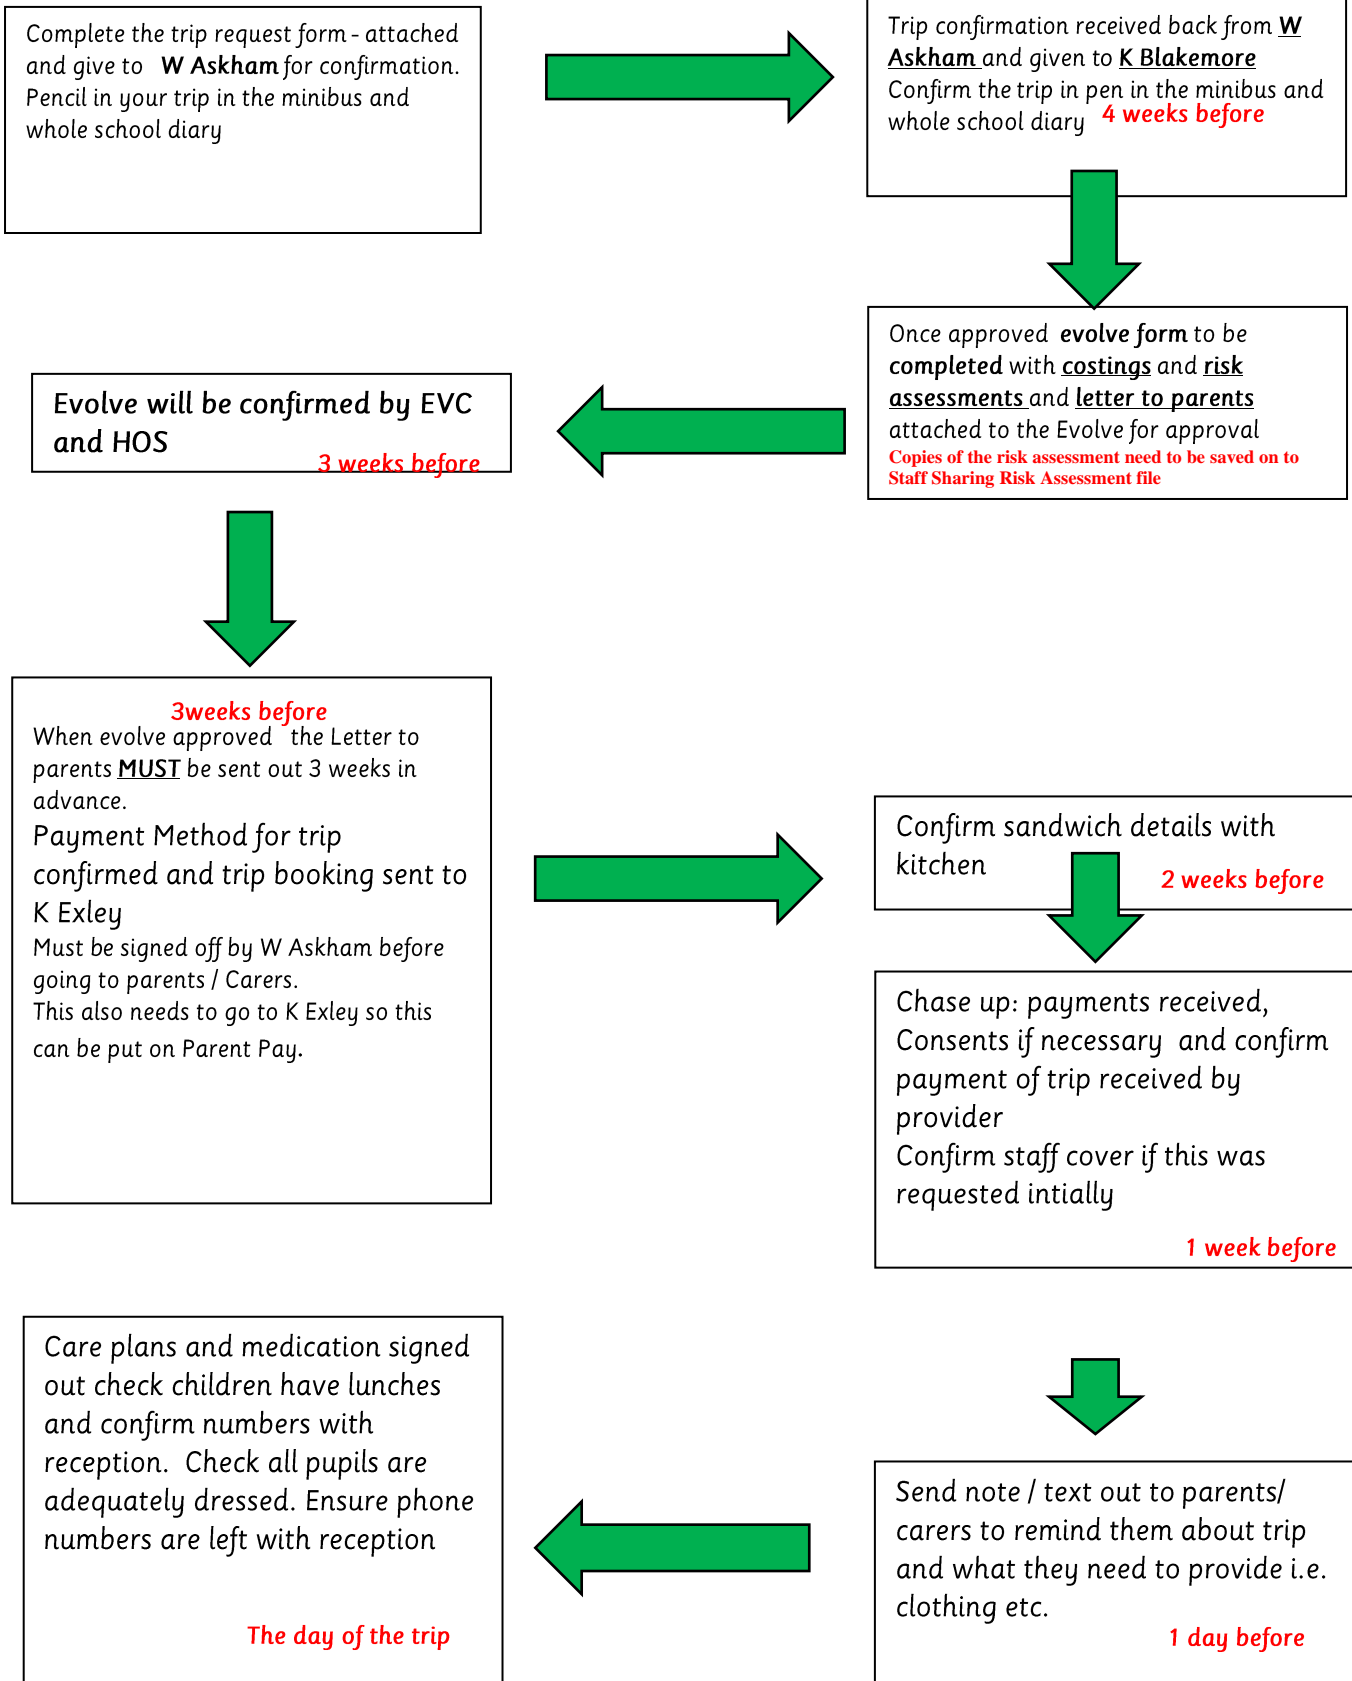 Complete the trip request form - attached
and give to W Askham for confirmation.
Pencil in your trip in the minibus and
whole school diary
Trip confirmation received back from W
Askham and given to K Blakemore
Confirm the trip in pen in the minibus and
whole school diary 4 weeks before
Once approved evolve form to be
completed with costings and risk
assessments and letter to parents
attached to the Evolve for approval
Copies of the risk assessment need to be saved on to
Staff Sharing Risk Assessment file
Evolve will be confirmed by EVC
and HOS
3 weeks before
3weeks before
When evolve approved the Letter to
parents MUST be sent out 3 weeks in
advance.
Payment Method for trip
confirmed and trip booking sent to
K Exley
Must be signed off by W Askham before
going to parents / Carers.
This also needs to go to K Exley so this
can be put on Parent Pay.
Confirm sandwich details with
kitchen
2 weeks before
Chase up: payments received,
Consents if necessary and confirm
payment of trip received by
provider
Confirm staff cover if this was
requested intially
1 week before
Send note / text out to parents/
carers to remind them about trip
and what they need to provide i.e.
clothing etc.
1 day before
Care plans and medication signed
out check children have lunches
and confirm numbers with
reception. Check all pupils are
adequately dressed. Ensure phone
numbers are left with reception
The day of the trip